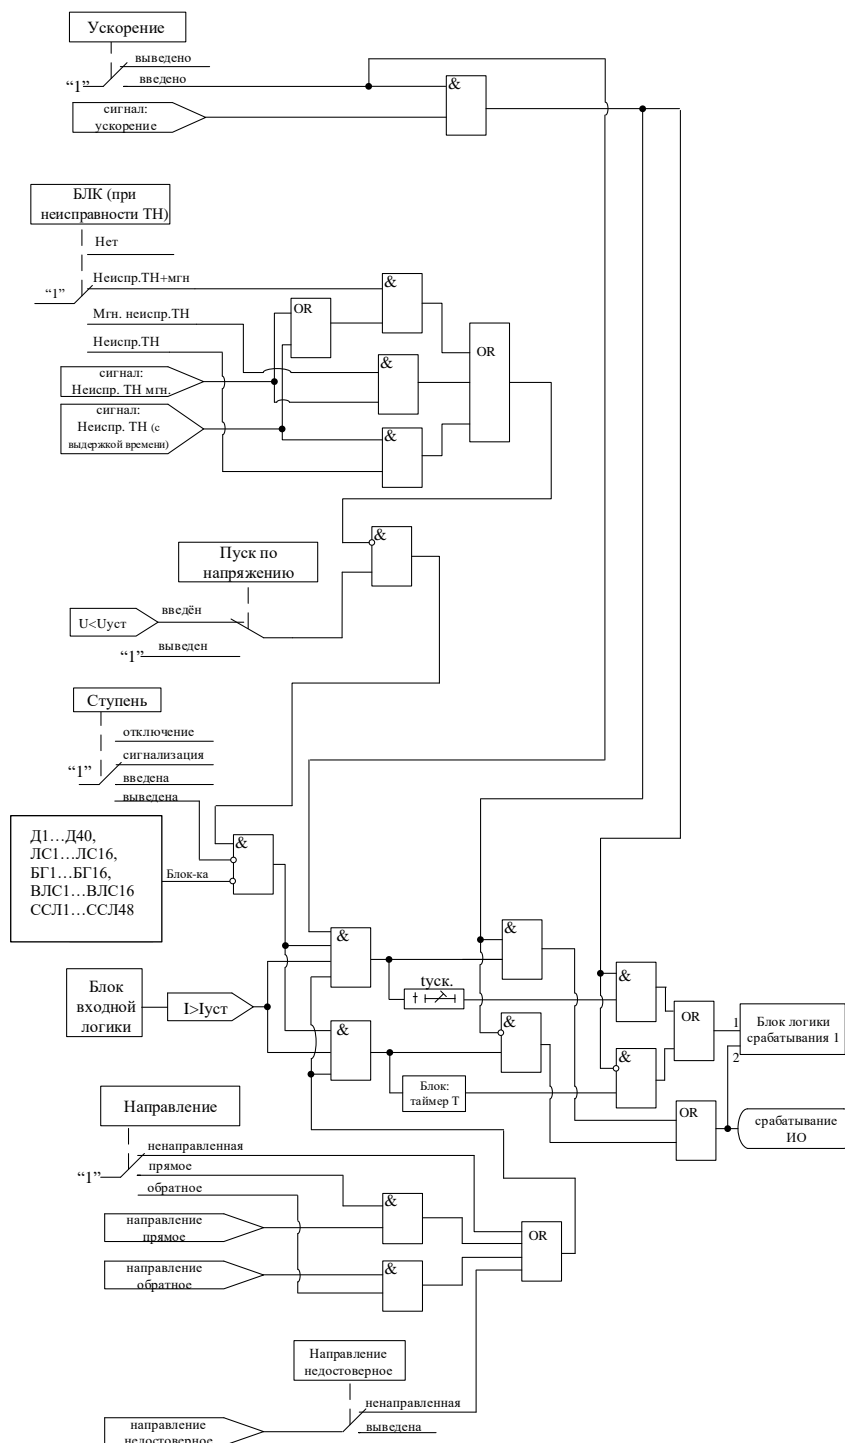 Ускорение
выведено
“1”
введено
&
сигнал:
ускорение
БЛК (при
неисправности ТН)
Нет
Неиспр.ТН+мгн
“1”
&
OR
Мгн. неиспр.ТН
Неиспр.ТН
OR
&
сигнал:
Неиспр. ТН мгн.
сигнал:
Неиспр. ТН (с
выдержкой времени)
&
&
Пуск по
напряжению
введён
U<Uуст
“1”
выведен
Ступень
отключение
сигнализация
“1”
введена
выведена
Д1…Д40,
ЛС1…ЛС16,
БГ1…БГ16,
ВЛС1…ВЛС16
ССЛ1…ССЛ48
&
Блок-ка
&
&
Блок
входной
логики
I>Iуст
tуск.
&
OR
1
2
Блок логики
срабатывания 1
&
&
&
Блок:
таймер Т
OR
срабатывание
ИО
Направление
ненаправленная
“1”
прямое
обратное
&
направление
прямое
OR
направление
обратное
&
Направление
недостоверное
ненаправленная
выведена
направление
недостоверное